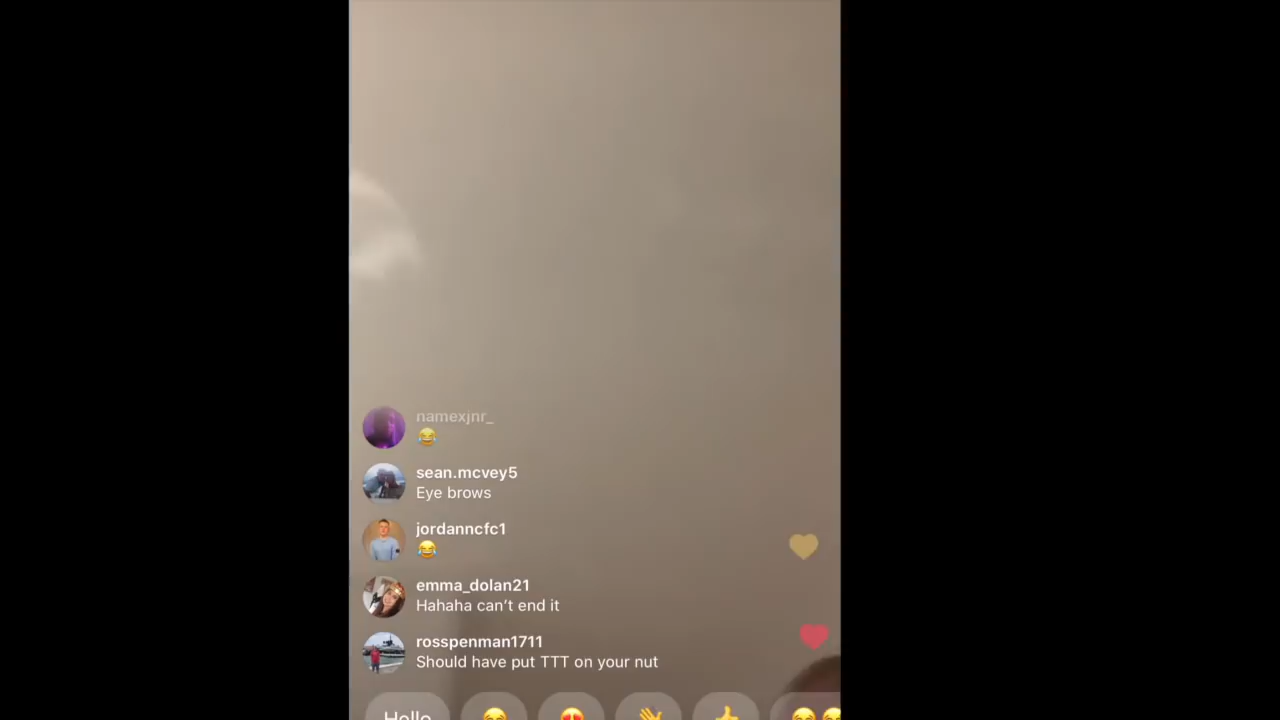 namexjnr_
😂
sean.mcvey5
Eye brows
jordanncfc1
😂
emma_dolan21
Hahaha can’t end it
rosspenman1711
Should have put TTT on your nut
Hello